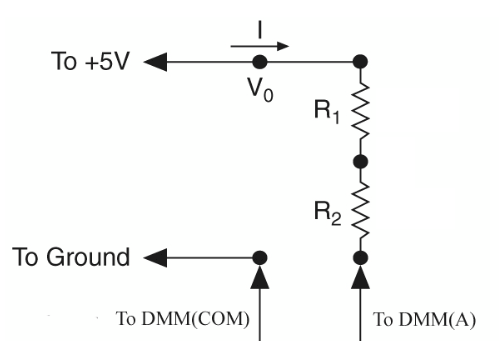 I
To +5V
V₀
R₁
R₂
To Ground
To DMM(COM)
To DMM(A)